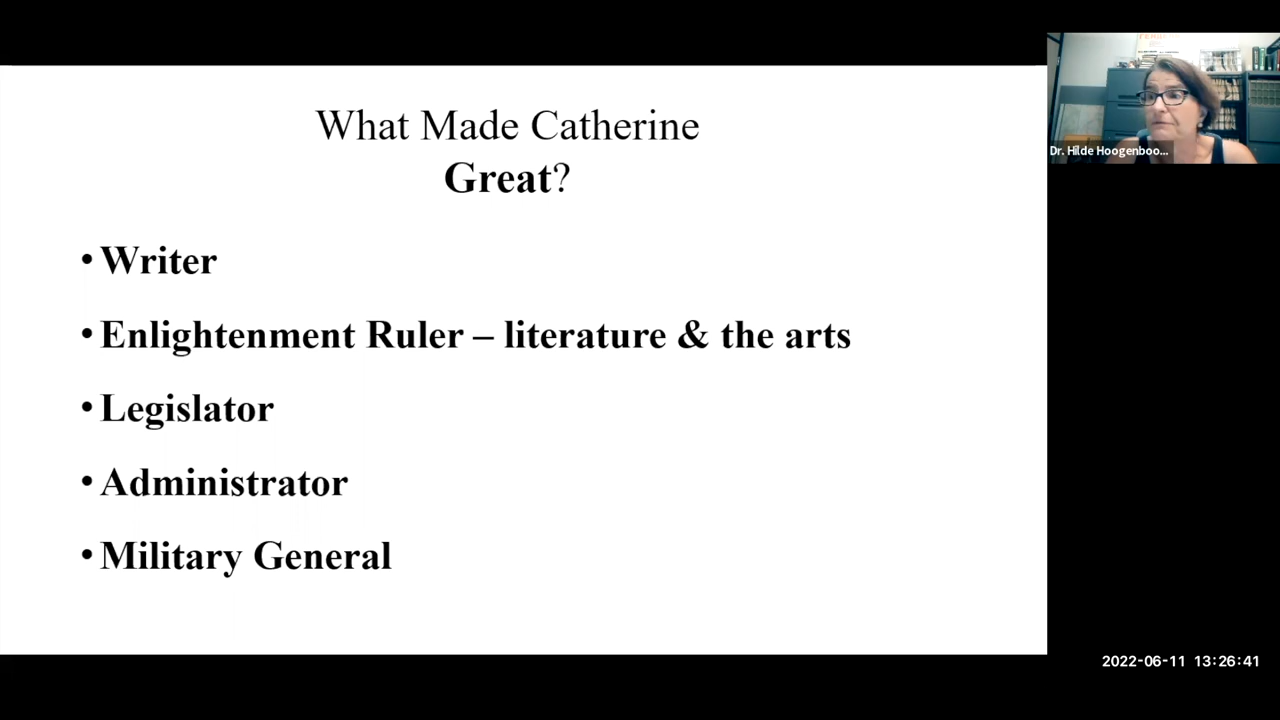 What Made Catherine
Great?
• Writer
• Enlightenment Ruler – literature & the arts
• Legislator
• Administrator
• Military General
Dr. Hilde Hoogenboo...
2022-06-11 13:26:41